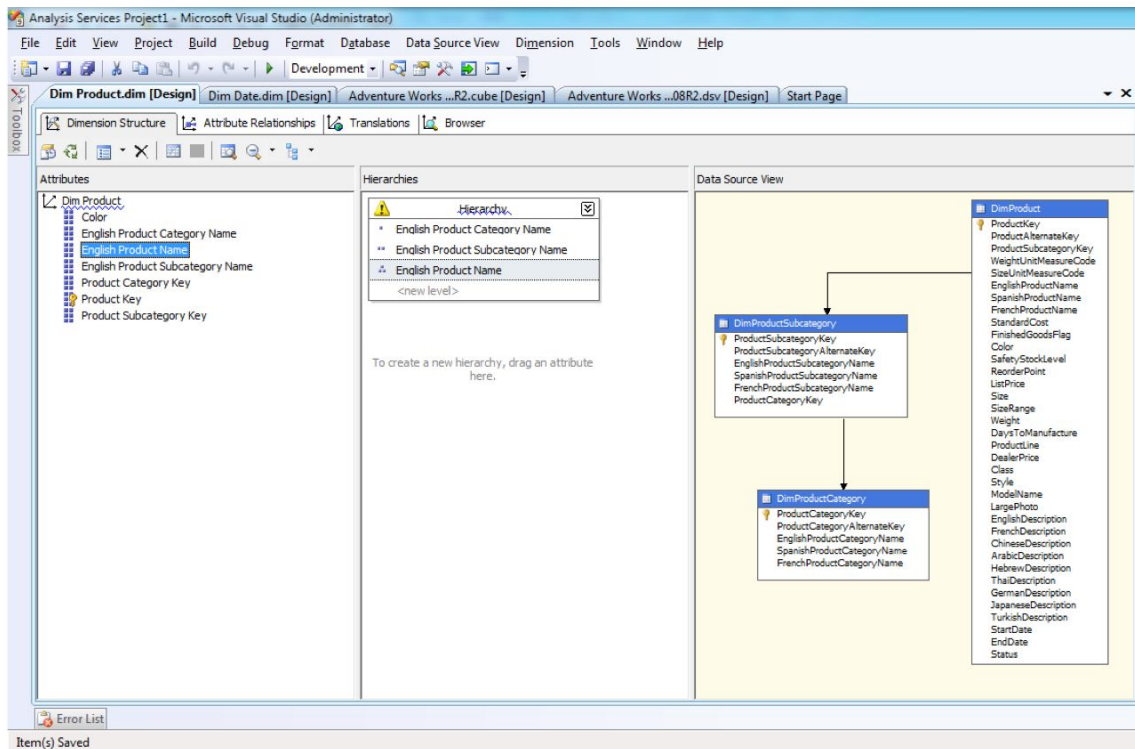 Analysis Services Project1 - Microsoft Visual Studio (Administrator)
File Edit View Project Build Debug Format Database Data Source View Dimension Tools Window Help
Development
Toolbox
Dim Product.dim [Design] Dim Date.dim [Design] Adventure Works ...R2.cube [Design] Adventure Works ...08R2.dsv [Design] Start Page
Dimension Structure Attribute Relationships Translations Browser
Attributes
Dim Product
Color
English Product Category Name
English Product Name
English Product Subcategory Name
Product Category Key
Product Key
Product Subcategory Key
Hierarchies
Hierarchy
English Product Category Name
English Product Subcategory Name
English Product Name
<new level>
To create a new hierarchy, drag an attribute
here.
Data Source View
DimProductSubcategory
ProductSubcategoryKey
ProductSubcategoryAlternateKey
EnglishProductSubcategoryName
SpanishProductSubcategoryName
FrenchProductSubcategoryName
ProductCategoryKey
DimProductCategory
ProductCategoryKey
ProductCategoryAlternateKey
EnglishProductCategoryName
SpanishProductCategoryName
FrenchProductCategoryName
DimProduct
ProductKey
ProductAlternateKey
ProductSubcategoryKey
WeightUnitMeasureCode
SizeUnitMeasureCode
EnglishProductName
SpanishProductName
FrenchProductName
StandardCost
FinishedGoodsFlag
Color
SafetyStockLevel
ReorderPoint
ListPrice
Size
SizeRange
Weight
DaysToManufacture
ProductLine
DealerPrice
Class
Style
ModelName
LargePhoto
EnglishDescription
FrenchDescription
ChineseDescription
ArabicDescription
HebrewDescription
ThaiDescription
GermanDescription
JapaneseDescription
TurkishDescription
StartDate
EndDate
Status
Error List
Item(s) Saved